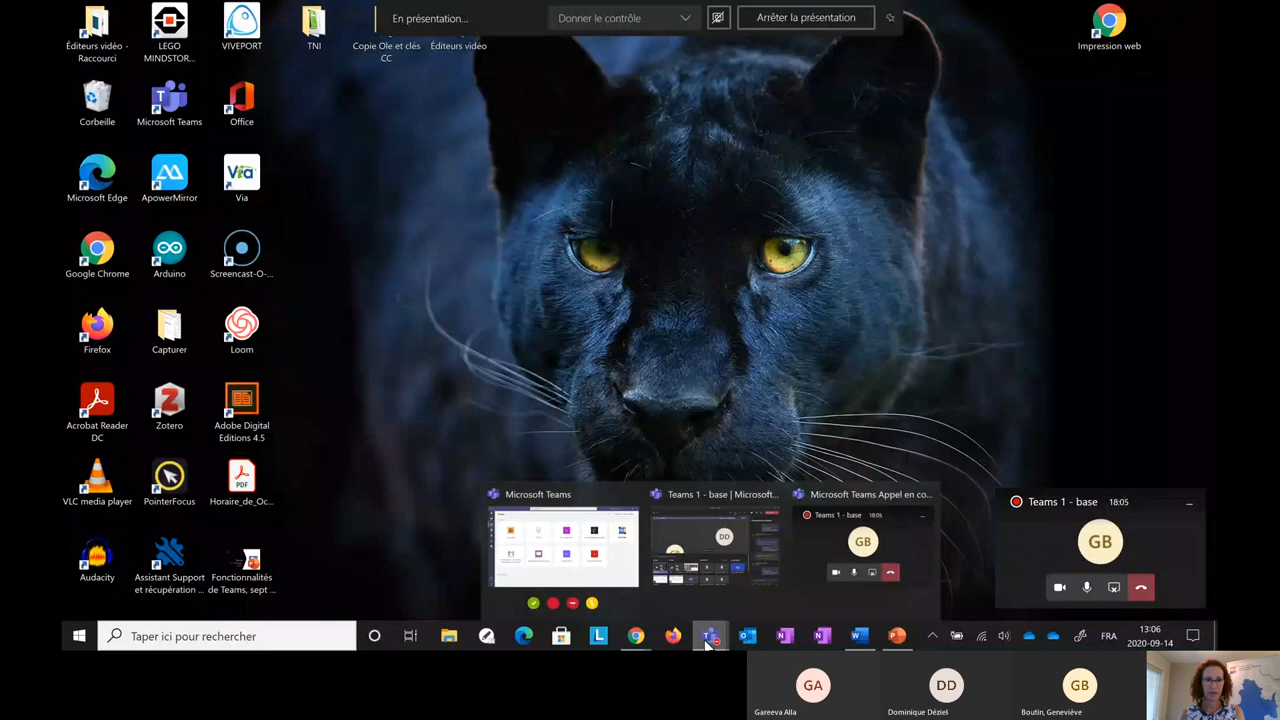 En présentation...
Donner le contrôle
Arrêter la présentation
Éditeurs vidéo -
Raccourci
LEGO
MINDSTOR...
VIVEPORT
TNI
Copie Ole et clés
CC
Éditeurs vidéo
Impression web
Corbeille
Microsoft Teams
Office
Microsoft Edge
ApowerMirror
Via
Via
Google Chrome
Arduino
Screencast-O-...
Firefox
Capturer
Loom
Acrobat Reader
DC
Zotero
Adobe Digital
Editions 4.5
VLC media player
PointerFocus
PDF
Horaire_de_Oc...
Audacity
Assistant Support
et récupération ...
Fonctionnalités
de Teams, sept ...
Microsoft Teams
Teams 1 - base | Microsoft...
Microsoft Teams Appel en co...
DD
Teams 1 - base 18:05
GB
Teams 1 - base 18:05
GB
Taper ici pour rechercher
FRA
13:06
2020-09-14
GA
Gareeva Alla
DD
Dominique Déziel
GB
Boutin, Geneviève